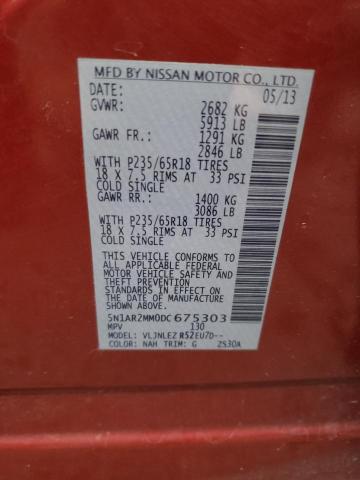 MFD BY NISSAN MOTOR CO., LTD.
DATE: 05/13
GVWR: 2682 KG
5913 LB
GAWR FR.: 1291 KG
2846 LB
WITH P235/65R18 TIRES
18 X 7.5 RIMS AT 33 PSI
COLD SINGLE
GAWR RR.: 1400 KG
3086 LB
WITH P235/65R18 TIRES
18 X 7.5 RIMS AT 33 PSI
COLD SINGLE
THIS VEHICLE CONFORMS TO
ALL APPLICABLE FEDERAL
MOTOR VEHICLE SAFETY AND
THEFT PREVENTION
STANDARDS IN EFFECT ON
THE DATE OF MANUFACTURE
SHOWN ABOVE.
5N1AR2MM0DC675303
MPV 130
MODEL: VLJNLEZ R52EU7D--
COLOR: NAH TRIM: G 2530A